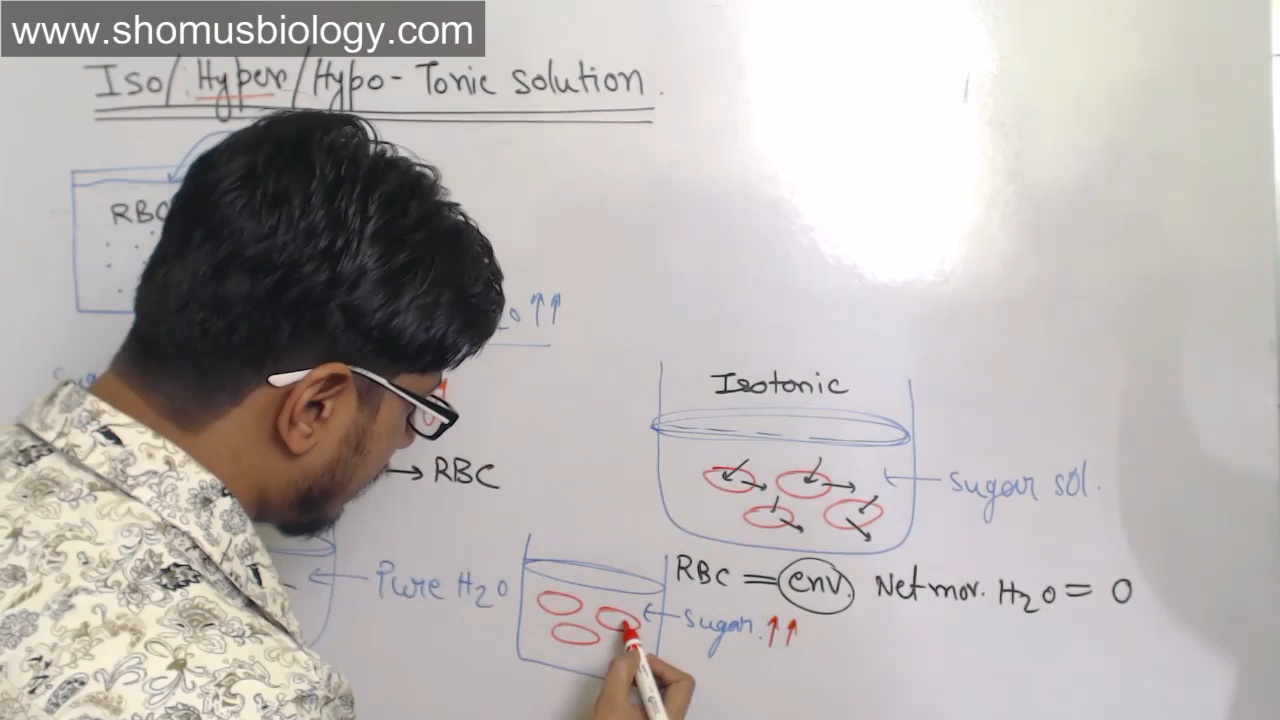 www.shomusbiology.com
Iso/Hyper/Hypo-Tonic solution.
RBC
↑↑
Isotonic
→ RBC
sugar sol.
Pure H2O
RBC = env. Net mov. H2O = 0
sugar. ↑↑